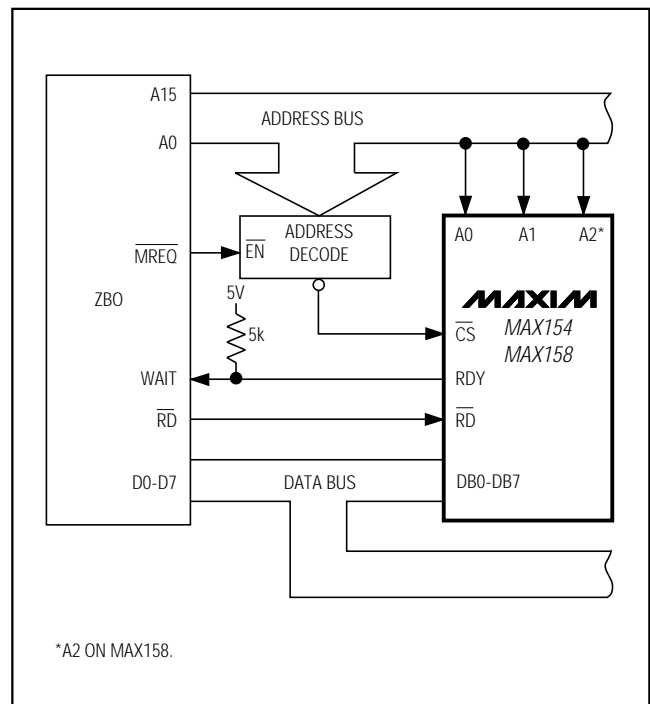 A15
ADDRESS BUS
A0
ADDRESS
DECODE
A0 A1 A2*
MREQ
EN
ZBO
5V
5k
MAXIM
MAX154
MAX158
CS
WAIT
RDY
RD
RD
D0-D7
DATA BUS
DB0-DB7
*A2 ON MAX158.